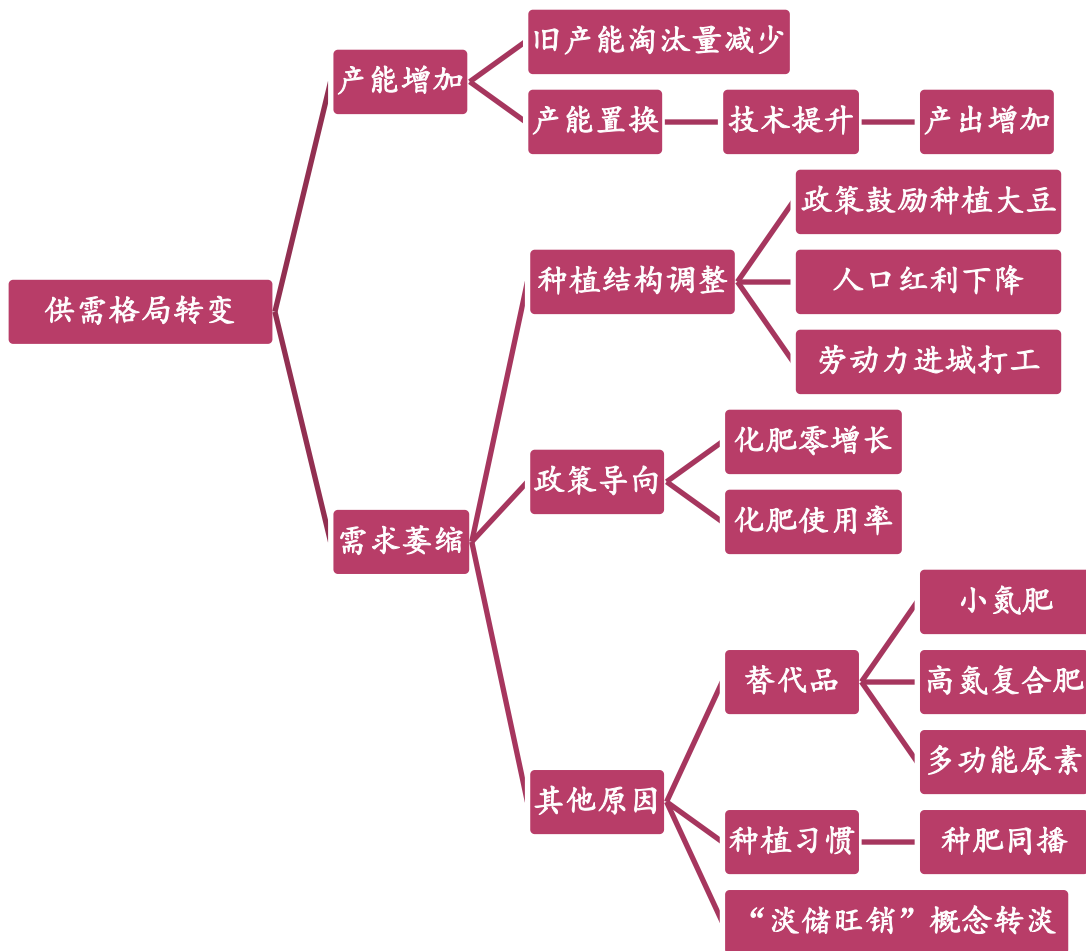 供需格局转变
产能增加
旧产能淘汰量减少
产能置换
技术提升
产出增加
需求萎缩
种植结构调整
政策鼓励种植大豆
人口红利下降
劳动力进城打工
政策导向
化肥零增长
化肥使用率
其他原因
替代品
小氮肥
高氮复合肥
多功能尿素
种植习惯
种肥同播
“淡储旺销”概念转淡